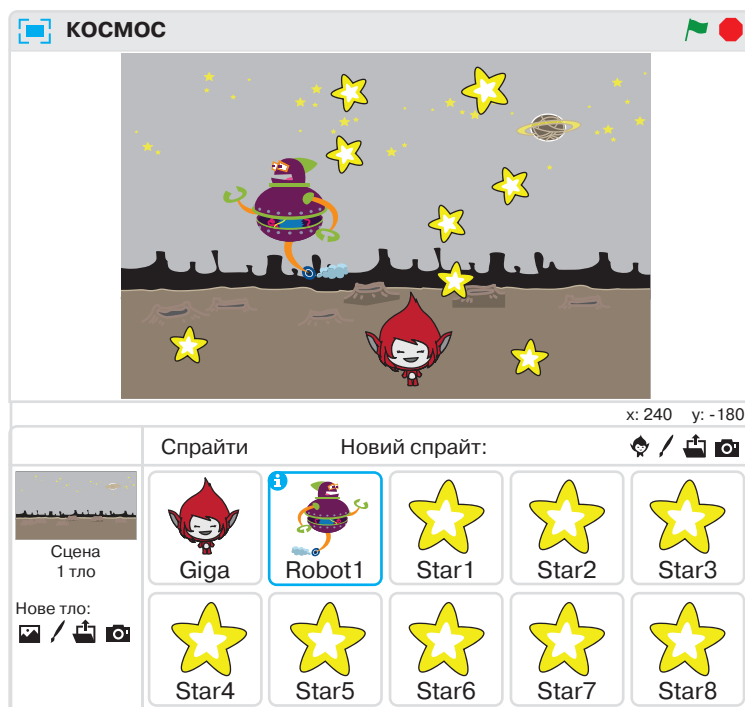 КОСМОС
x: 240 y: -180
Спрайти Новий спрайт:
Сцена
1 тло
Нове тло:
Giga Robot1 Star1 Star2 Star3
Star4 Star5 Star6 Star7 Star8